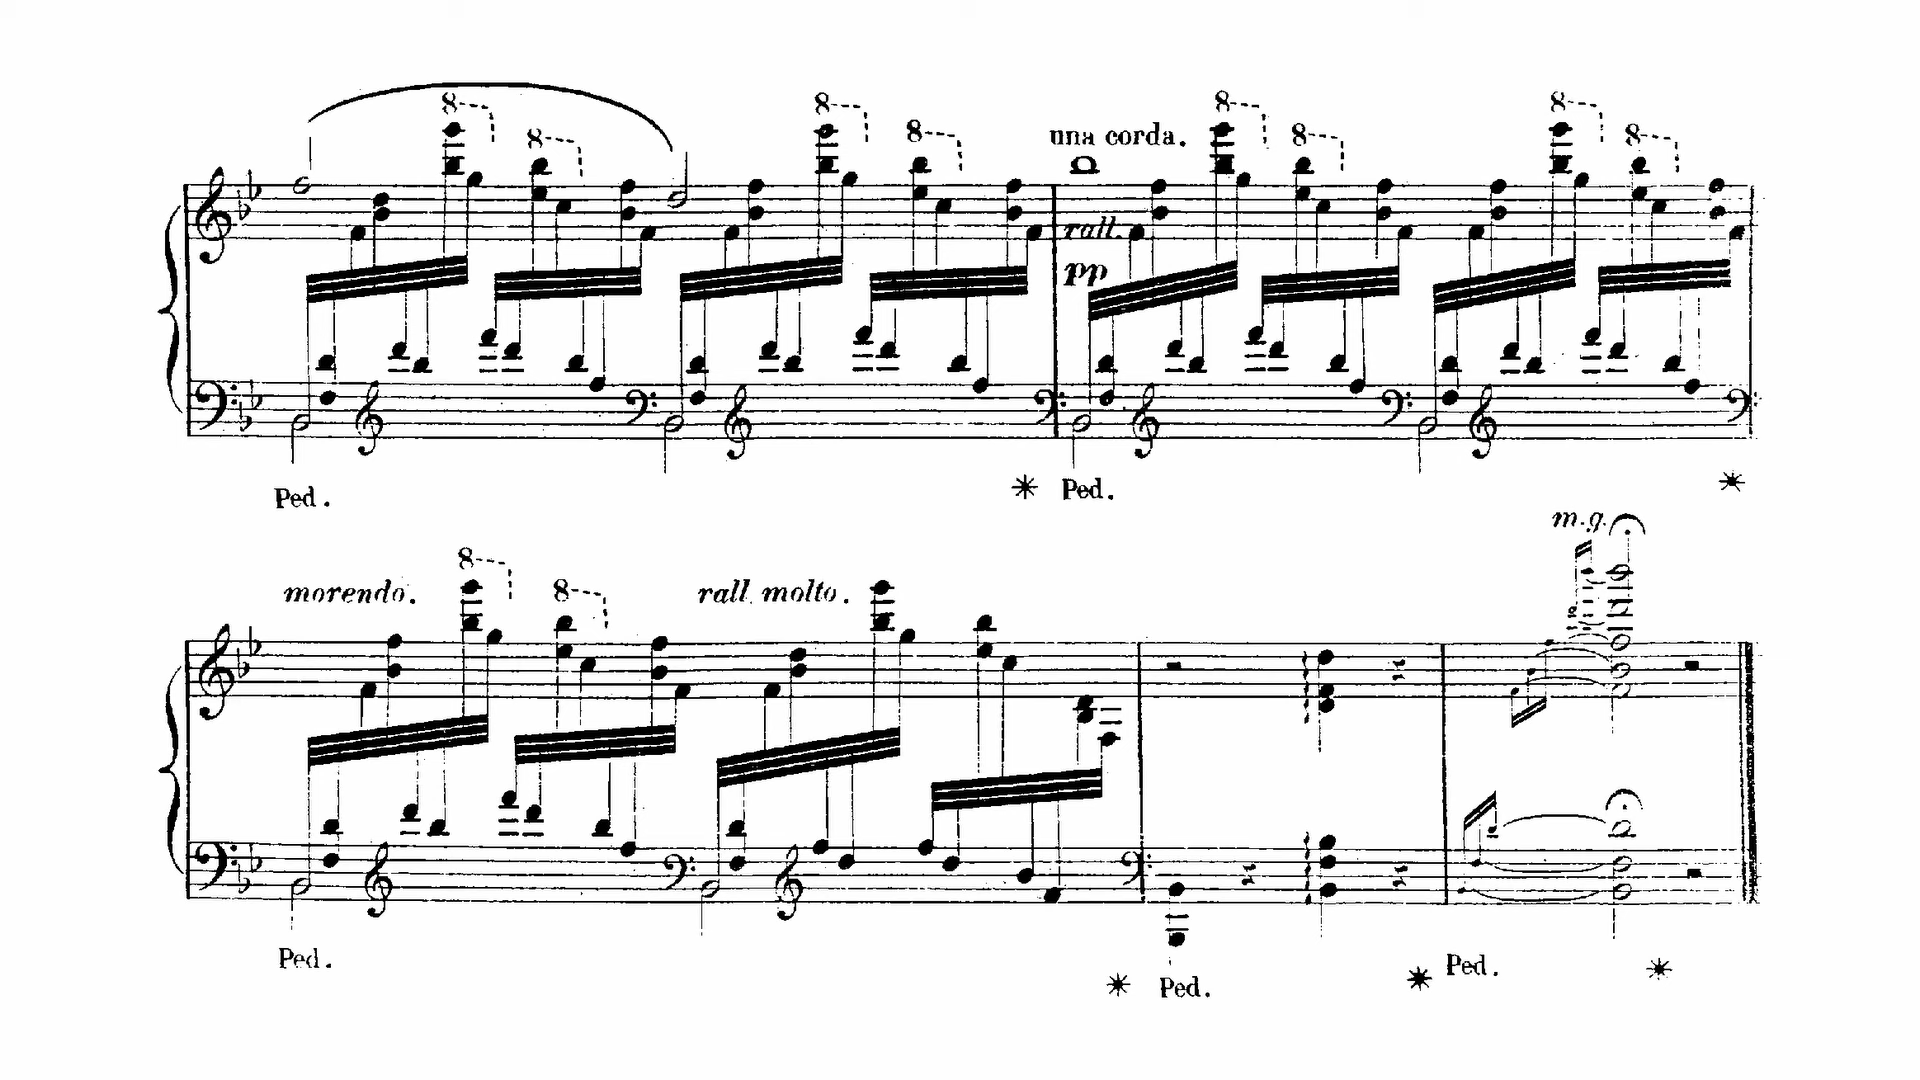 8 8 8 8 8 8 8 8
una corda.
rall.
pp
Ped. * Ped. *
m.g.
morendo. 8 8 rall molto.
Ped. * Ped. * Ped. *